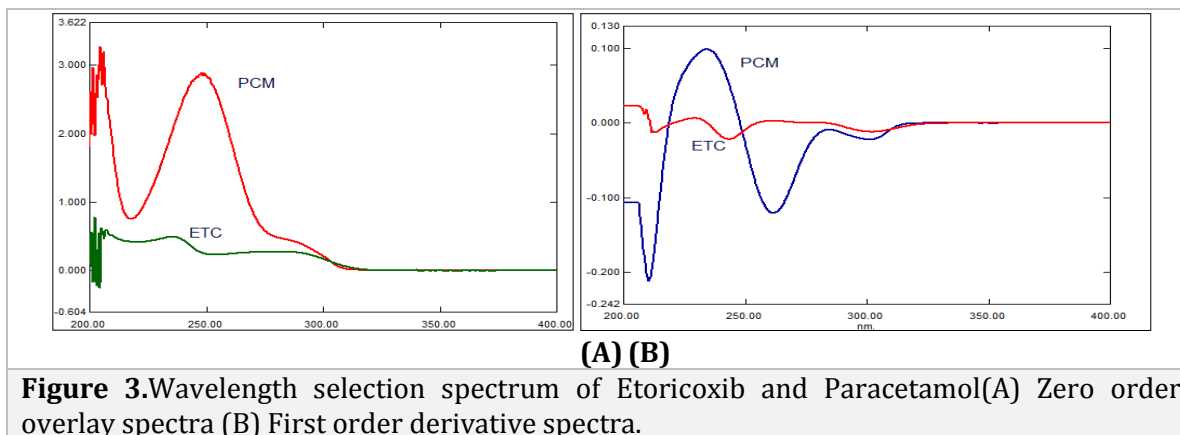 3.622
3.000
2.000
1.000
0.000
-0.604
200.00 250.00 300.00 350.00 400.00
PCM
ETC
0.130
0.100
0.000
-0.100
-0.200
-0.242
200.00 250.00 300.00 350.00 400.00
nm.
PCM
ETC
(A) (B)
Figure 3.Wavelength selection spectrum of Etoricoxib and Paracetamol(A) Zero order
overlay spectra (B) First order derivative spectra.